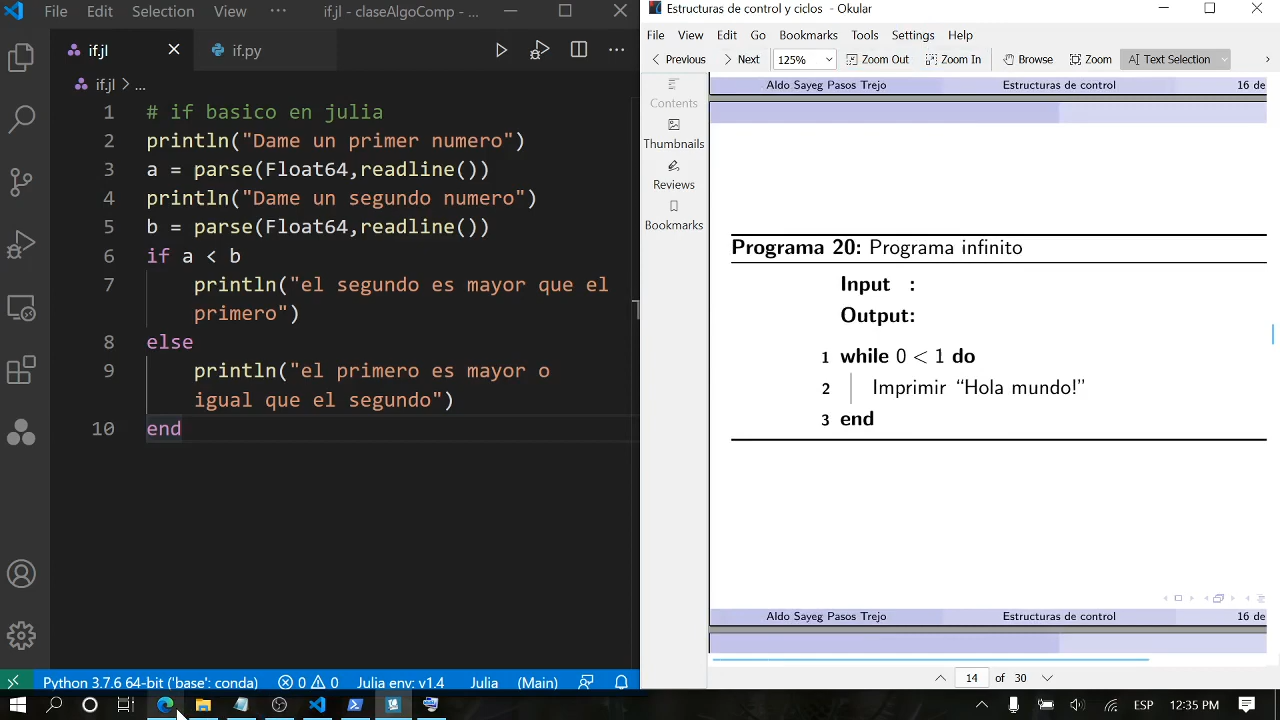 File Edit Selection View ··· if.jl - claseAlgoComp - ...
if.jl
if.py
if.jl > ...
1 # if basico en julia
2 println("Dame un primer numero")
3 a = parse(Float64,readline())
4 println("Dame un segundo numero")
5 b = parse(Float64,readline())
6 if a < b
7 println("el segundo es mayor que el
primero")
8 else
9 println("el primero es mayor o
igual que el segundo")
10 end
Python 3.7.6 64-bit ('base': conda) 0 0 Julia env: v1.4 Julia (Main)
Estructuras de control y ciclos - Okular
File View Edit Go Bookmarks Tools Settings Help
Previous Next 125% Zoom Out Zoom In Browse Zoom Text Selection
Contents
Thumbnails
Reviews
Bookmarks
Aldo Sayeg Pasos Trejo Estructuras de control 16 de
Programa 20: Programa infinito
Input :
Output:
1 while 0 < 1 do
2 Imprimir “Hola mundo!”
3 end
Aldo Sayeg Pasos Trejo Estructuras de control 16 de
14 of 30
ESP 12:35 PM